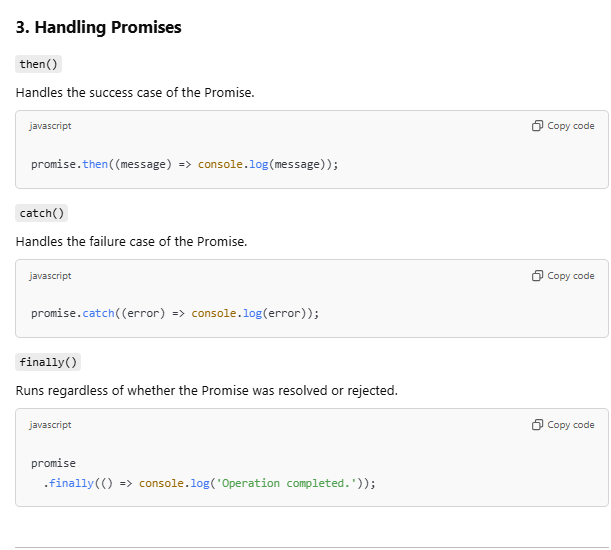 3. Handling Promises
then()
Handles the success case of the Promise.
javascript
Copy code
promise.then((message) => console.log(message));
catch()
Handles the failure case of the Promise.
javascript
Copy code
promise.catch((error) => console.log(error));
finally()
Runs regardless of whether the Promise was resolved or rejected.
javascript
Copy code
promise
  .finally(() => console.log('Operation completed.'));